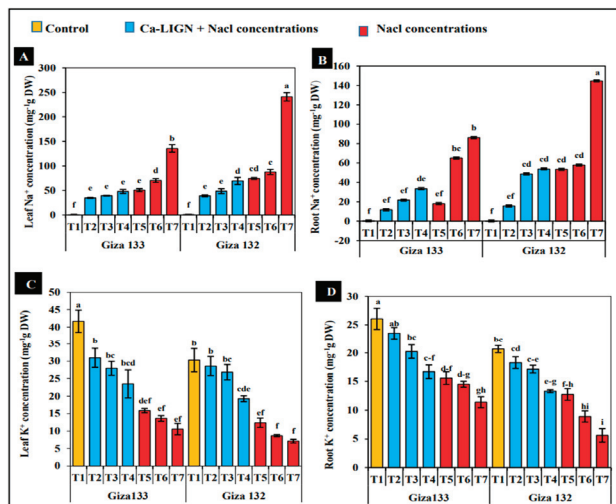 Control Ca-LIGN + Nacl concentrations Nacl concentrations
A
Leaf Na+ concentration (mg-1g DW)
300
250
200
150
100
50
0
f e e e e d b f e e d cd c a
T1 T2 T3 T4 T5 T6 T7 T1 T2 T3 T4 T5 T6 T7
Giza 133 Giza 132
B
Root Na+ concentration (mg-1g DW)
160
140
120
100
80
60
40
20
0
-20
f ef ef de ef bc b f ef cd cd cd cd a
T1 T2 T3 T4 T5 T6 T7 T1 T2 T3 T4 T5 T6 T7
Giza 133 Giza 132
C
Leaf K+ concentration (mg-1g DW)
50
45
40
35
30
25
20
15
10
5
0
a b bc bcd def ef ef b b bc cde ef f f
T1 T2 T3 T4 T5 T6 T7 T1 T2 T3 T4 T5 T6 T7
Giza133 Giza 132
D
Root K+ concentration (mg-1g DW)
30
25
20
15
10
5
0
a ab bc c-f d-f d-g gh bc cd c-e e-g f-h hi i
T1 T2 T3 T4 T5 T6 T7 T1 T2 T3 T4 T5 T6 T7
Giza 133 Giza 132